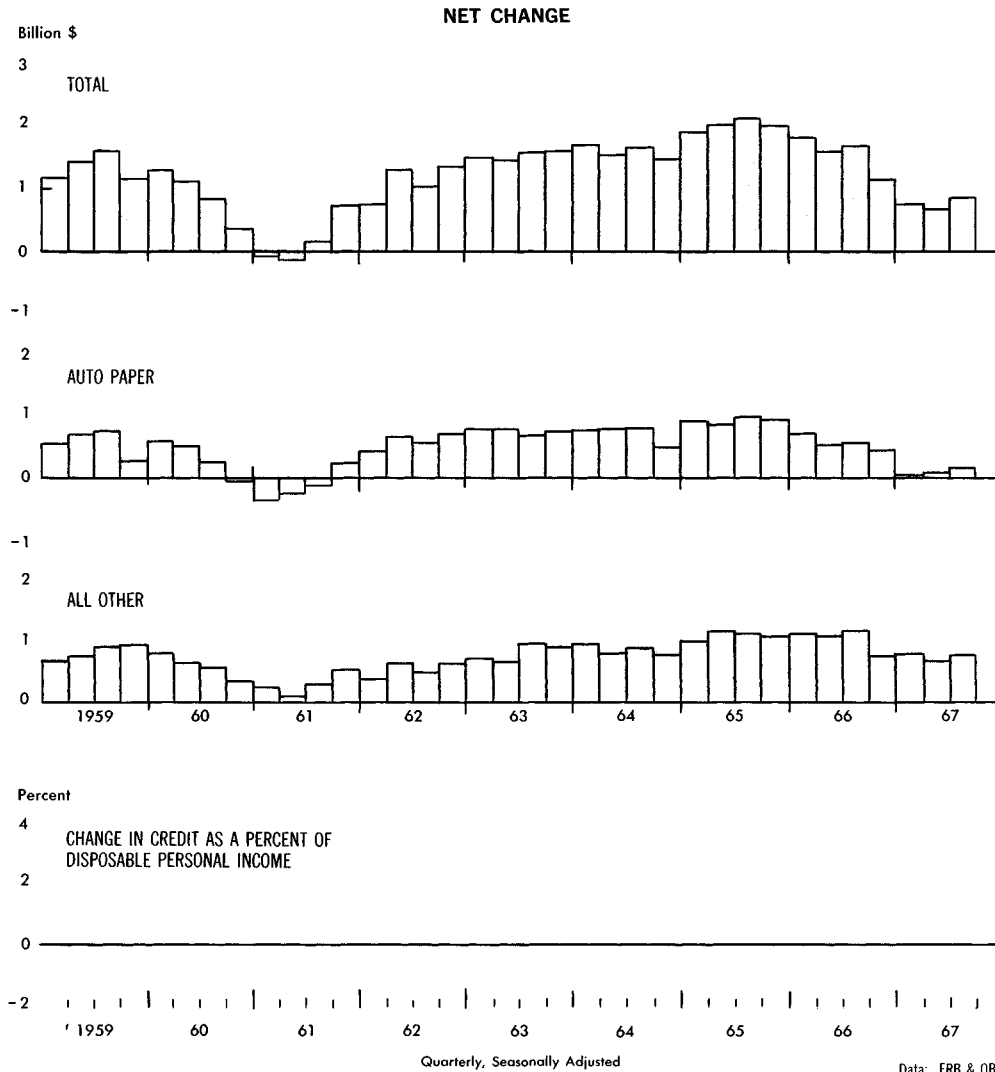 NET CHANGE
Billion $
3
TOTAL
2
1
0
-1
2
AUTO PAPER
1
0
-1
2
ALL OTHER
1
0
1959 60 61 62 63 64 65 66 67
Percent
4
CHANGE IN CREDIT AS A PERCENT OF
DISPOSABLE PERSONAL INCOME
2
0
-2
1959 60 61 62 63 64 65 66 67
Quarterly, Seasonally Adjusted
Data: FRB & OB